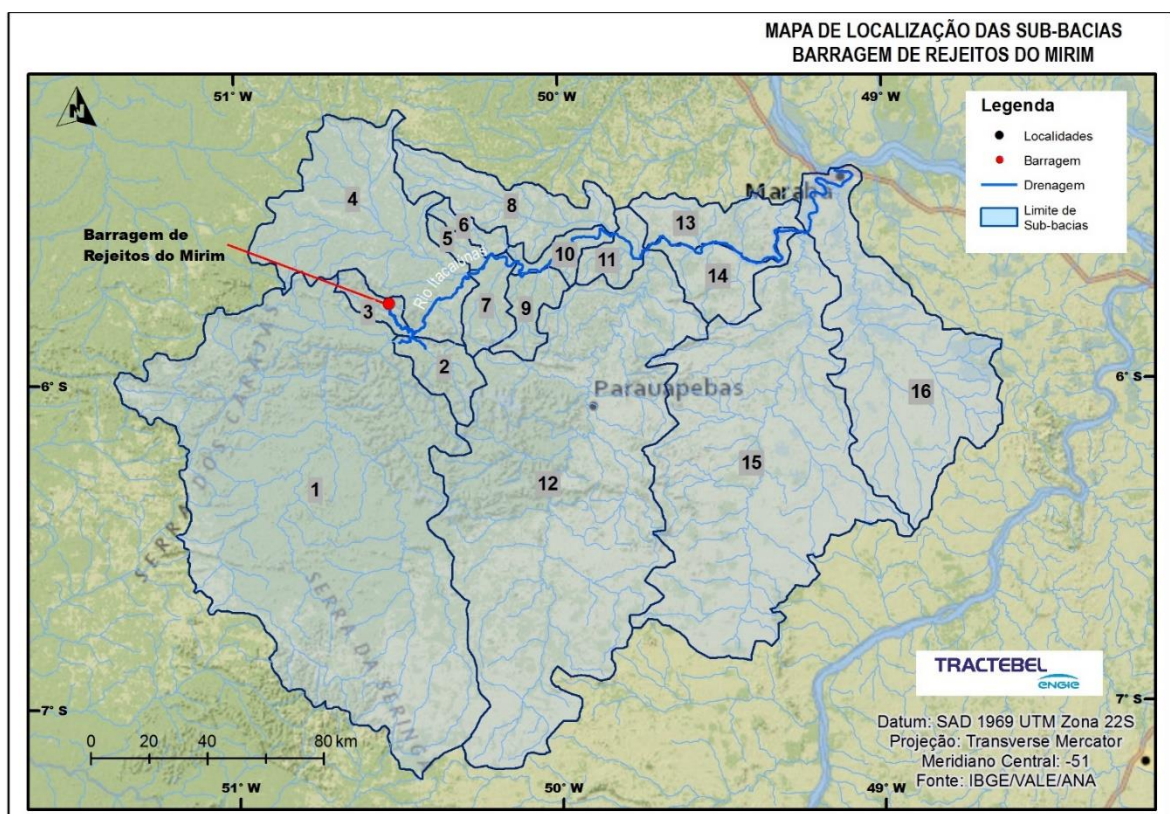 MAPA DE LOCALIZAÇÃO DAS SUB-BACIAS
BARRAGEM DE REJEITOS DO MIRIM
51° W
50° W
49° W
N
Legenda
Localidades
Barragem
Drenagem
Limite de
Sub-bacias
Marabá
4
8
6
5
13
10
11
14
Barragem de
Rejeitos do Mirim
Rio Itacaiúnas
3
7
9
2
6° S
6° S
Parauapebas
16
SERRA DOS CARAJÁS
1
12
15
SERRA DA SERINGA
TRACTEBEL
ENGIE
7° S
7° S
0 20 40 80 km
Datum: SAD 1969 UTM Zona 22S
Projeção: Transverse Mercator
Meridiano Central: -51
Fonte: IBGE/VALE/ANA
51° W
50° W
49° W